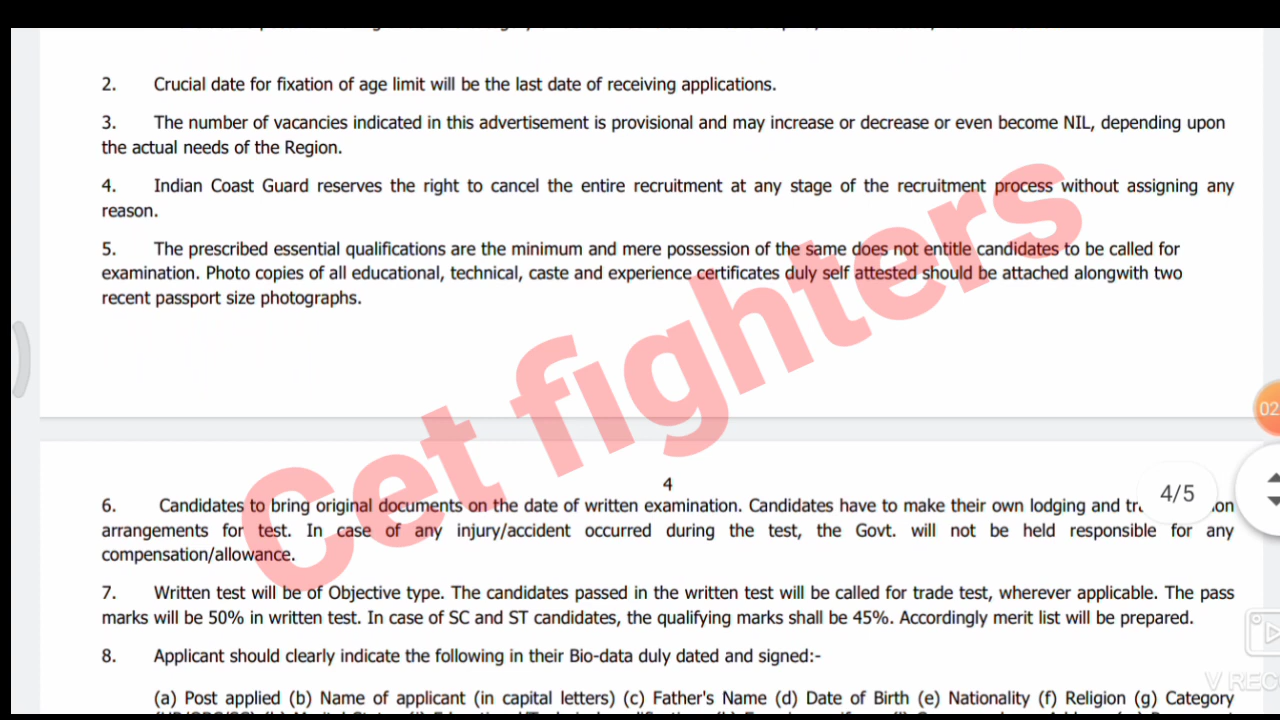 2. Crucial date for fixation of age limit will be the last date of receiving applications.
3. The number of vacancies indicated in this advertisement is provisional and may increase or decrease or even become NIL, depending upon
the actual needs of the Region.
4. Indian Coast Guard reserves the right to cancel the entire recruitment at any stage of the recruitment process without assigning any
reason.
5. The prescribed essential qualifications are the minimum and mere possession of the same does not entitle candidates to be called for
examination. Photo copies of all educational, technical, caste and experience certificates duly self attested should be attached alongwith two
recent passport size photographs.
Cet fighters
02
4
4/5
6. Candidates to bring original documents on the date of written examination. Candidates have to make their own lodging and
arrangements for test. In case of any injury/accident occurred during the test, the Govt. will not be held responsible for any
compensation/allowance.
7. Written test will be of Objective type. The candidates passed in the written test will be called for trade test, wherever applicable. The pass
marks will be 50% in written test. In case of SC and ST candidates, the qualifying marks shall be 45%. Accordingly merit list will be prepared.
8. Applicant should clearly indicate the following in their Bio-data duly dated and signed:-
(a) Post applied (b) Name of applicant (in capital letters) (c) Father's Name (d) Date of Birth (e) Nationality (f) Religion (g) Category
V REC